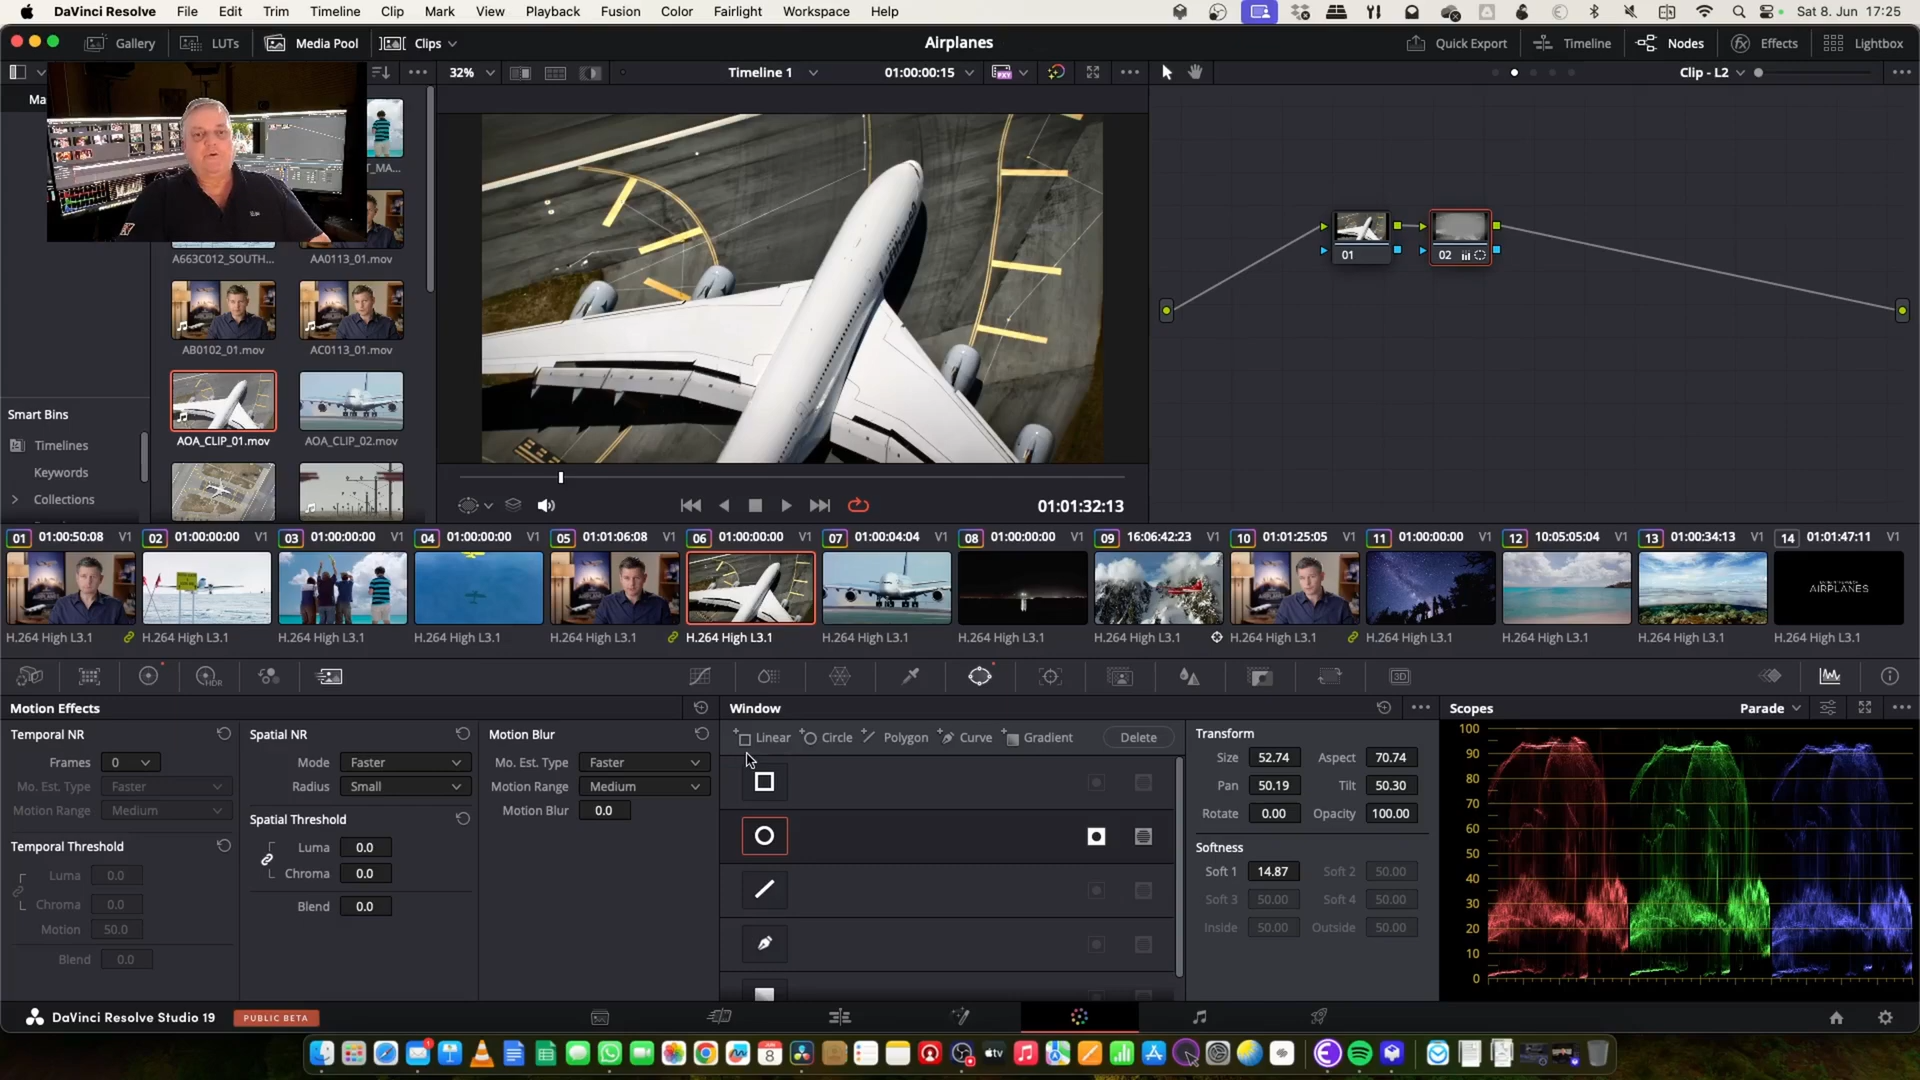 DaVinci Resolve File Edit Trim Timeline Clip Mark View Playback Fusion Color Fairlight Workspace Help Sat 8. Jun 17:25
Gallery LUTs Media Pool Clips Airplanes Quick Export Timeline Nodes Effects Lightbox
32% Timeline 1 01:00:00:15 PXY Clip - L2
Ma
T_MA...
A663C012_SOUTH... AA0113_01.mov
01 02
AB0102_01.mov AC0113_01.mov
Smart Bins
AOA_CLIP_01.mov AOA_CLIP_02.mov
Timelines
Keywords
Collections
01:01:32:13
01 01:00:50:08 V1 02 01:00:00:00 V1 03 01:00:00:00 V1 04 01:00:00:00 V1 05 01:01:06:08 V1 06 01:00:00:00 V1 07 01:00:04:04 V1 08 01:00:00:00 V1 09 16:06:42:23 V1 10 01:01:25:05 V1 11 01:00:00:00 V1 12 10:05:05:04 V1 13 01:00:34:13 V1 14 01:01:47:11 V1
AIRPLANES
H.264 High L3.1 H.264 High L3.1 H.264 High L3.1 H.264 High L3.1 H.264 High L3.1 H.264 High L3.1 H.264 High L3.1 H.264 High L3.1 H.264 High L3.1 H.264 High L3.1 H.264 High L3.1 H.264 High L3.1 H.264 High L3.1 H.264 High L3.1
HDR 3D
Motion Effects Window Scopes Parade
Temporal NR Spatial NR Motion Blur Linear Circle Polygon Curve Gradient Delete Transform
Frames 0 Mode Faster Mo. Est. Type Faster Size 52.74 Aspect 70.74
Mo. Est. Type Faster Radius Small Motion Range Medium Pan 50.19 Tilt 50.30
Motion Range Medium Motion Blur 0.0 Rotate 0.00 Opacity 100.00
Spatial Threshold
Temporal Threshold Luma 0.0 Softness
Luma 0.0 Chroma 0.0 Soft 1 14.87 Soft 2 50.00
Chroma 0.0 Blend 0.0 Soft 3 50.00 Soft 4 50.00
Motion 50.0 Inside 50.00 Outside 50.00
Blend 0.0
100
90
80
70
60
50
40
30
20
10
0
DaVinci Resolve Studio 19 PUBLIC BETA